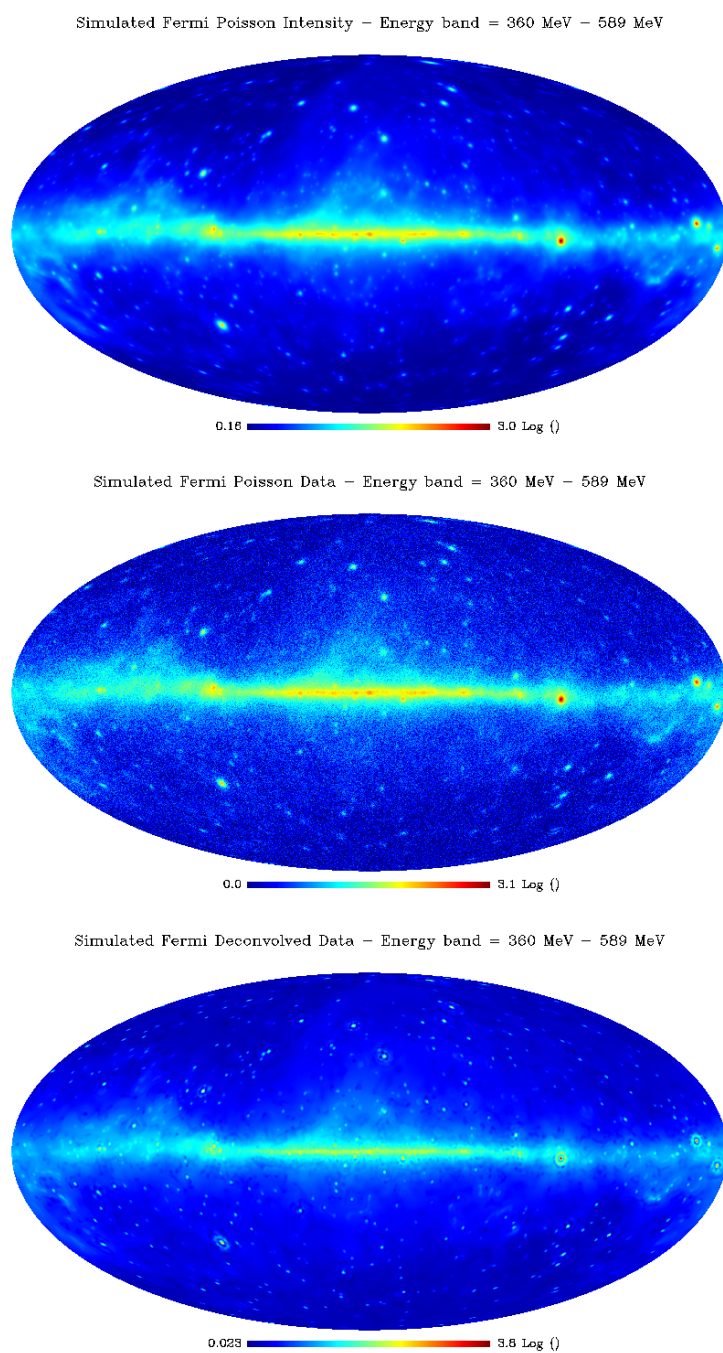 Simulated Fermi Poisson Intensity – Energy band = 360 MeV – 589 MeV
0.16 3.0 Log ()
Simulated Fermi Poisson Data – Energy band = 360 MeV – 589 MeV
0.0 3.1 Log ()
Simulated Fermi Deconvolved Data – Energy band = 360 MeV – 589 MeV
0.023 3.8 Log ()